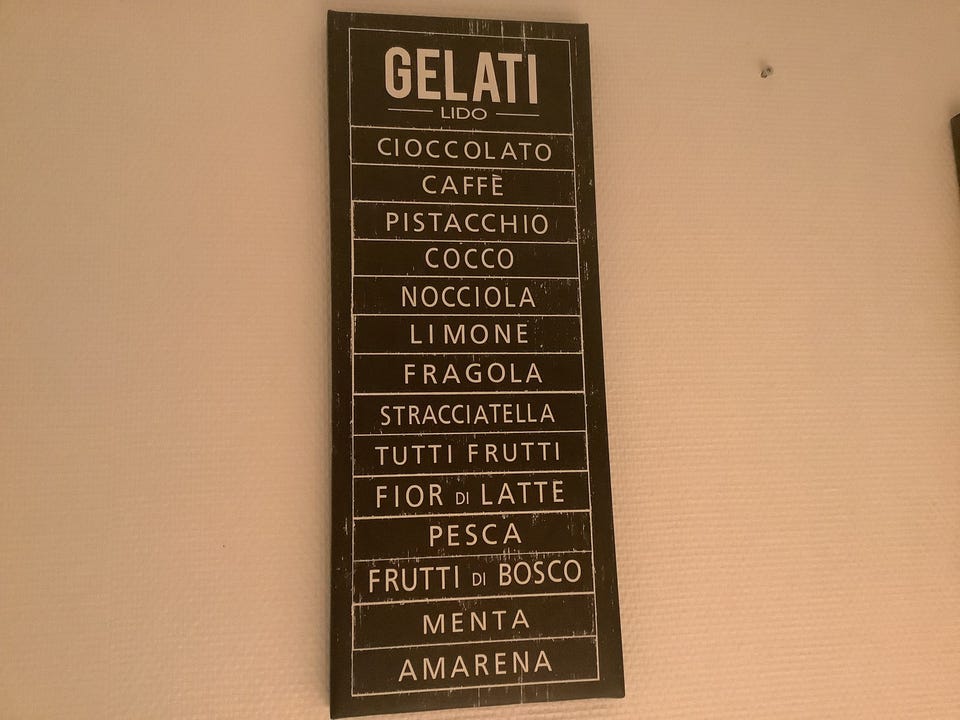 GELATI
LIDO
CIOCCOLATO
CAFFÈ
PISTACCHIO
COCCO
NOCCIOLA
LIMONE
FRAGOLA
STRACCIATELLA
TUTTI FRUTTI
FIOR DI LATTE
PESCA
FRUTTI DI BOSCO
MENTA
AMARENA